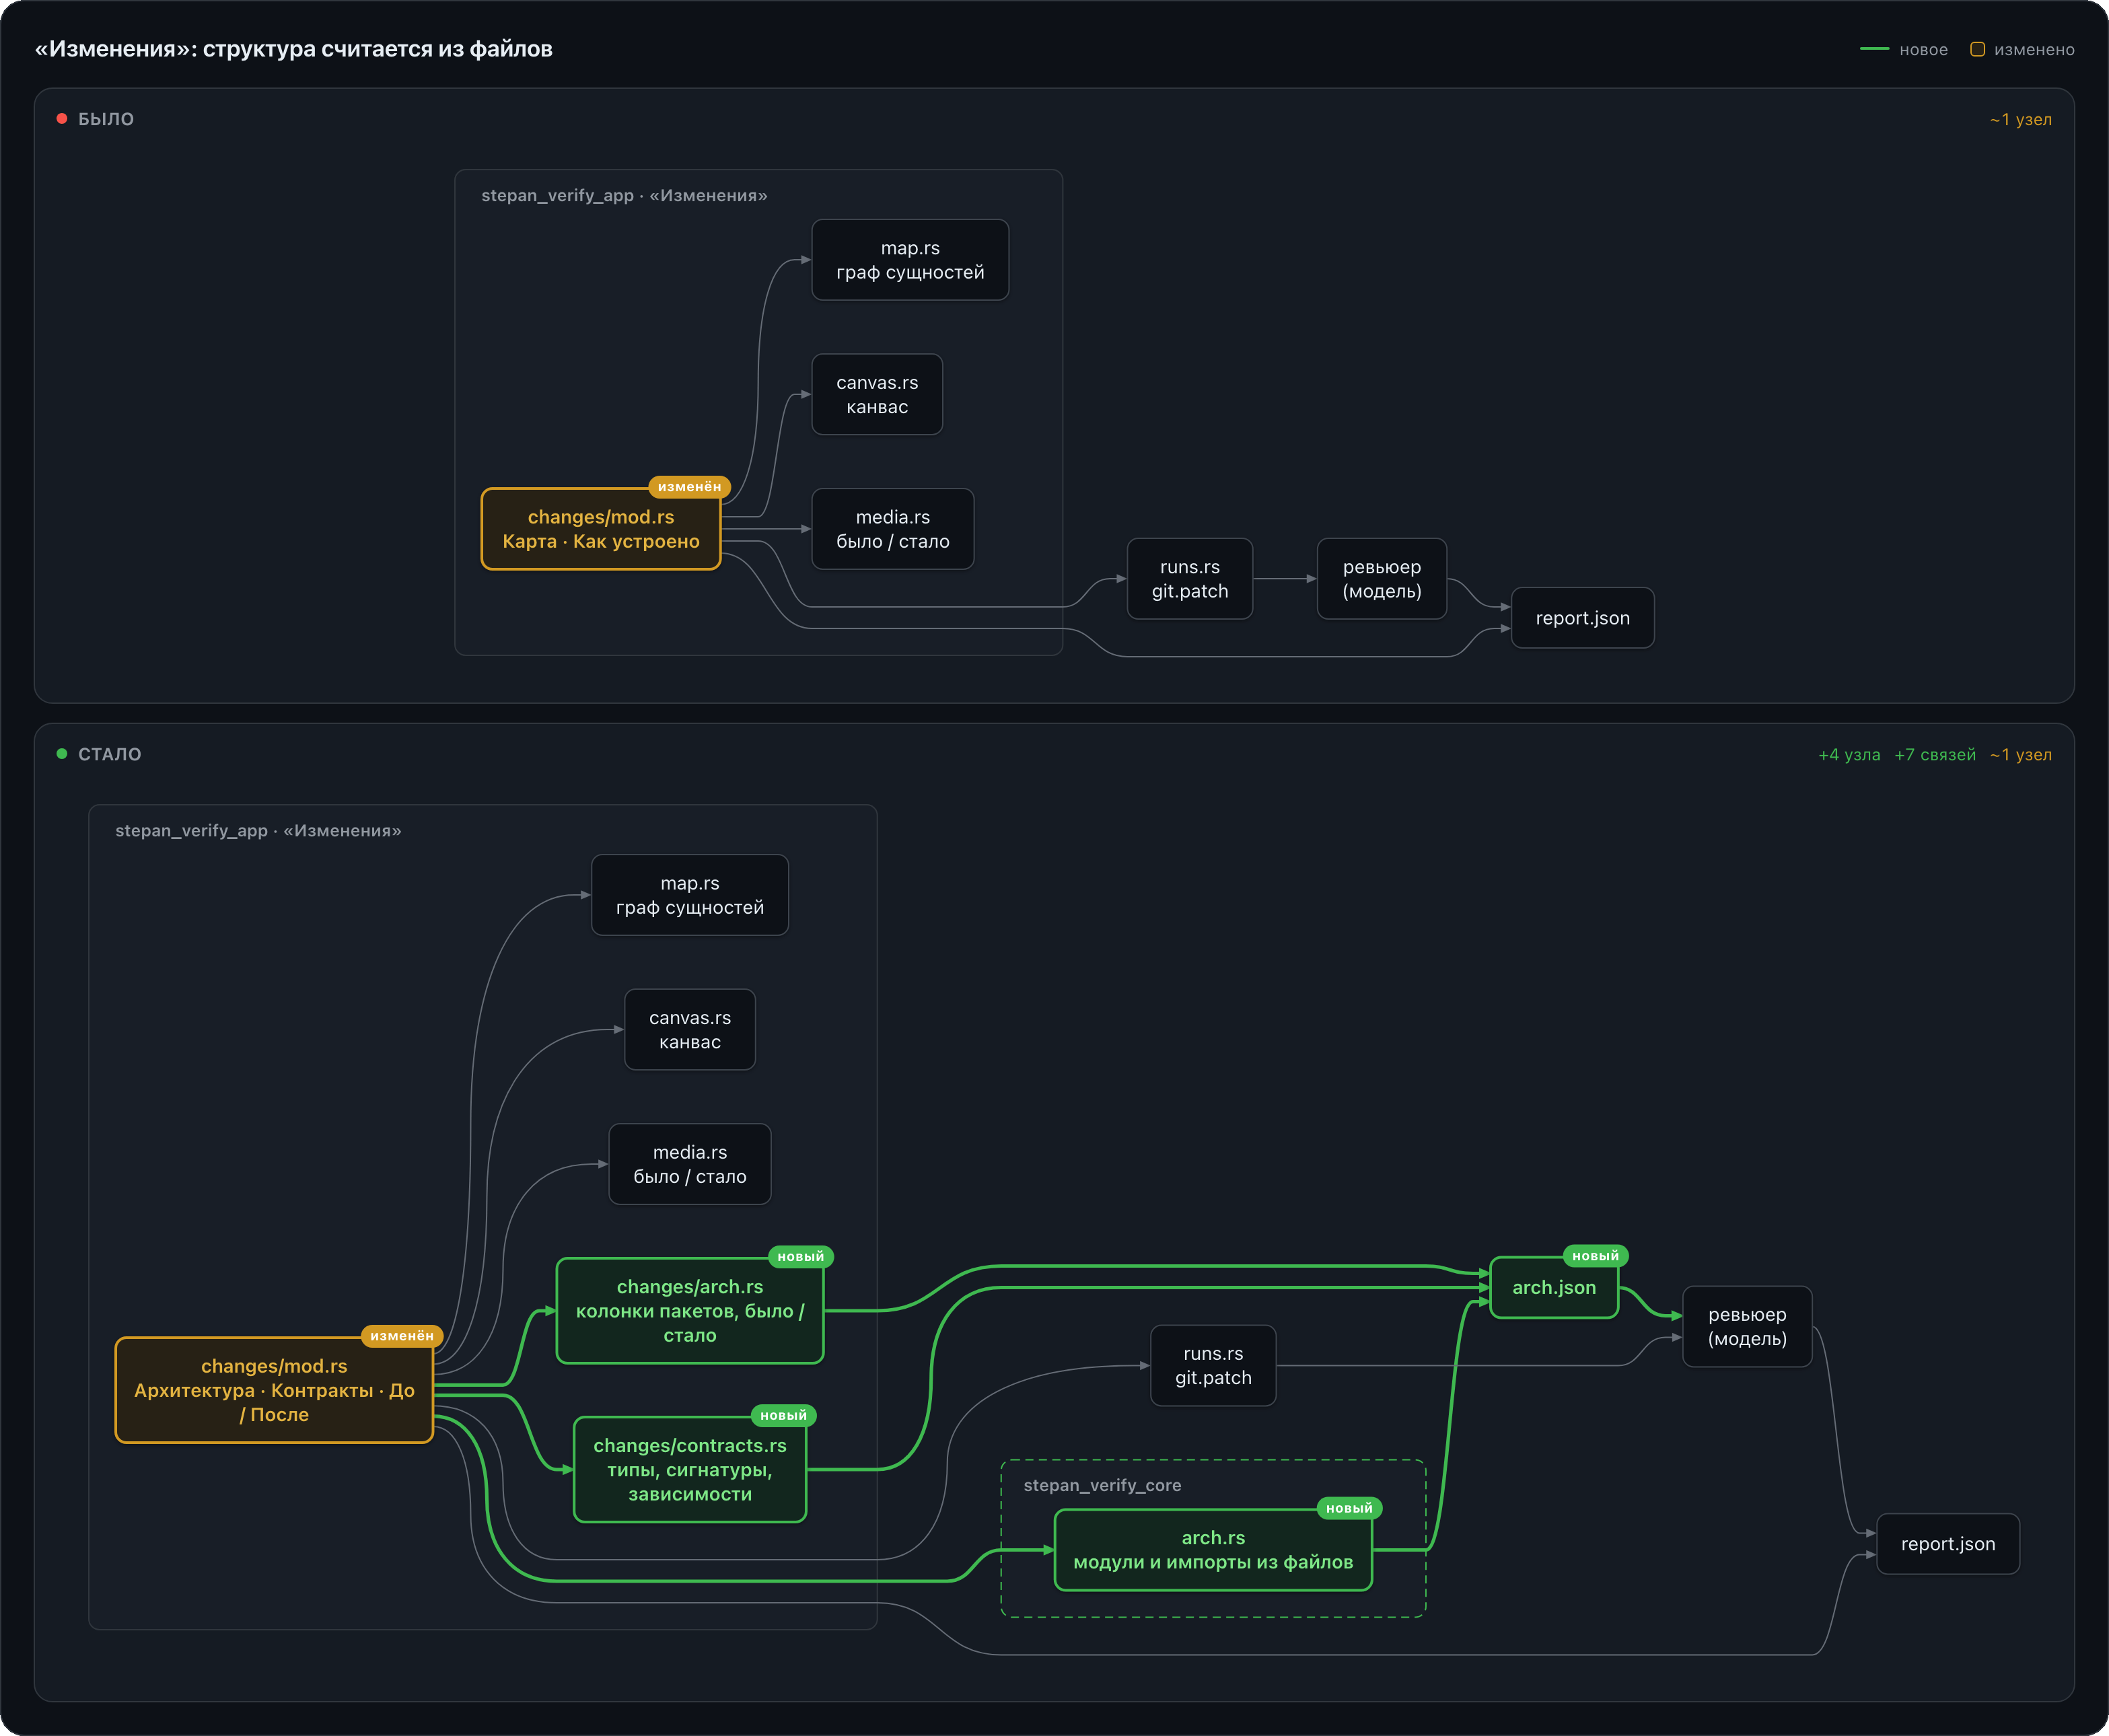 «Изменения»: структура считается из файлов
новое
изменено
БЫЛО
~1 узел
stepan_verify_app · «Изменения»
map.rs
граф сущностей
canvas.rs
канвас
изменён
changes/mod.rs
Карта · Как устроено
media.rs
было / стало
runs.rs
git.patch
ревьюер
(модель)
report.json
СТАЛО
+4 узла +7 связей ~1 узел
stepan_verify_app · «Изменения»
map.rs
граф сущностей
canvas.rs
канвас
media.rs
было / стало
новый
changes/arch.rs
колонки пакетов, было /
стало
новый
arch.json
ревьюер
(модель)
изменён
changes/mod.rs
Архитектура · Контракты · До
/ После
runs.rs
git.patch
новый
changes/contracts.rs
типы, сигнатуры,
зависимости
stepan_verify_core
новый
arch.rs
модули и импорты из файлов
report.json